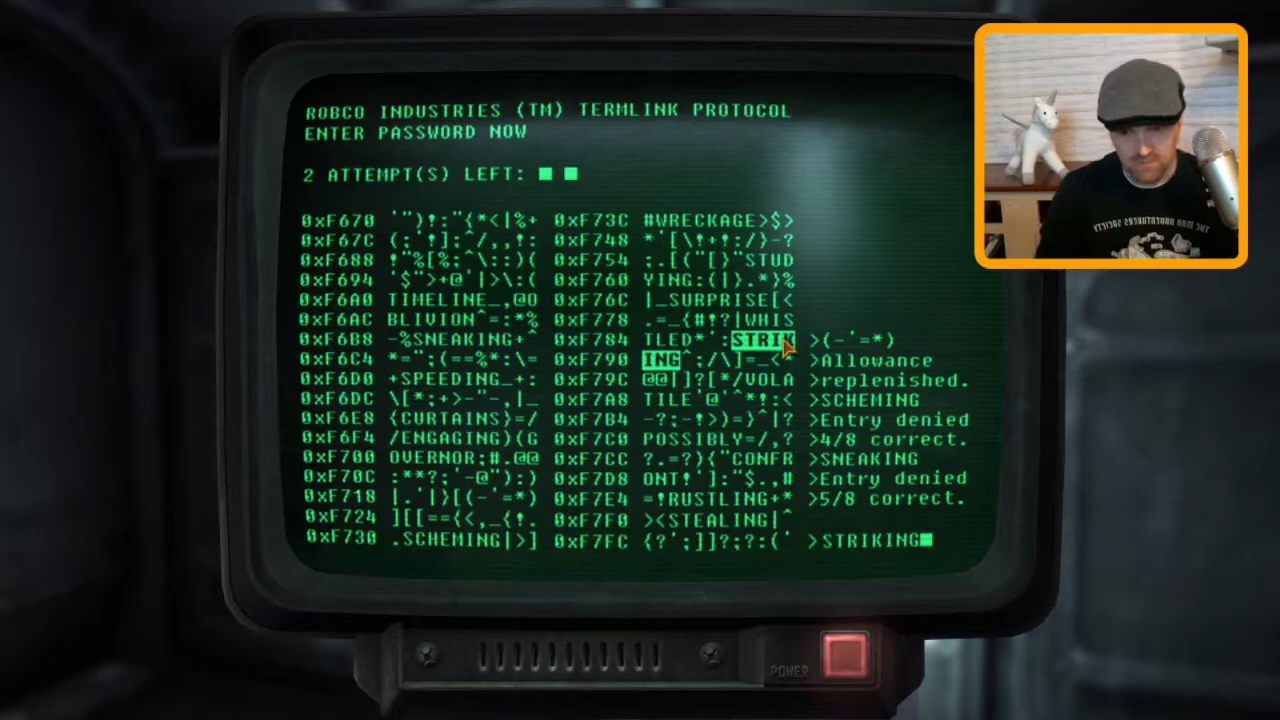 ROBCO INDUSTRIES (TM) TERMLINK PROTOCOL
ENTER PASSWORD NOW
2 ATTEMPT(S) LEFT: ■ ■
0xF670 '")!:"{*<|%+ 0xF73C #WRECKAGE>$>
0xF67C (;'!];^/,,!: 0xF748 *'[\!+!:/}-?
0xF688 !"%[%;^\::)( 0xF754 :.[("[}"STUD
0xF694 '$">+@'|>\:( 0xF760 YING:(|}.*}%
0xF6A0 TIMELINE_,@O 0xF76C |_SURPRISE[<
0xF6AC BLIVION^=:*% 0xF778 .=_{#!?|WHIS
0xF6B8 -%SNEAKING+^ 0xF784 TLED*':STRIK >(-'=*)
0xF6C4 *=";(==%*:\= 0xF790 ING^;/\]=_<* >Allowance
0xF6D0 +SPEEDING_+: 0xF79C @@|]?[*/VOLA >replenished.
0xF6DC \[*;+>-"-,|_ 0xF7A8 TILE'@'^*!:< >SCHEMING
0xF6E8 {CURTAINS}=/ 0xF7B4 -?;-!>)=}^|? >Entry denied
0xF6F4 /ENGAGING)(G 0xF7C0 POSSIBLY=/,? >4/8 correct.
0xF700 OVERNOR;#.@@ 0xF7CC ?.=?){"CONFR >SNEAKING
0xF70C :**?;'-@"):) 0xF7D8 ONT!']:"$.,# >Entry denied
0xF718 |.'|}[(-'=*) 0xF7E4 =!RUSTLING+* >5/8 correct.
0xF724 ][[=={<,_{!. 0xF7F0 ><STEALING|^
0xF730 .SCHEMING|>] 0xF7FC {?';]]?;?:(' >STRIKING■
POWER